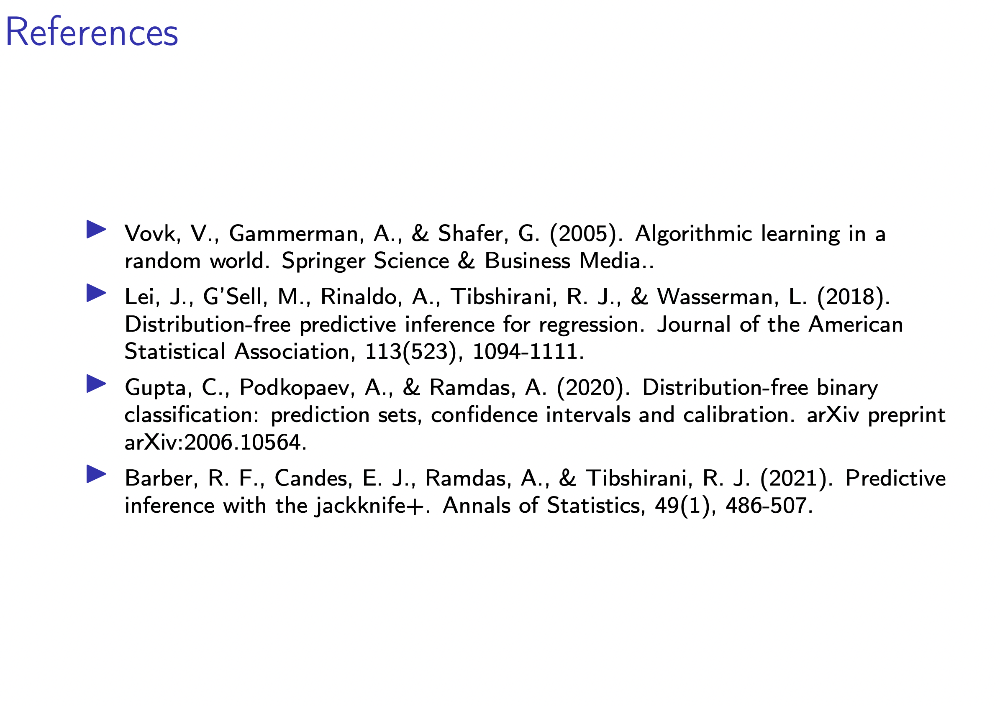 References
Vovk, V., Gammerman, A., & Shafer, G. (2005). Algorithmic learning in a
random world. Springer Science & Business Media..
Lei, J., G'Sell, M., Rinaldo, A., Tibshirani, R. J., & Wasserman, L. (2018).
Distribution-free predictive inference for regression. Journal of the American
Statistical Association, 113(523), 1094-1111.
Gupta, C., Podkopaev, A., & Ramdas, A. (2020). Distribution-free binary
classification: prediction sets, confidence intervals and calibration. arXiv preprint
arXiv:2006.10564.
Barber, R. F., Candes, E. J., Ramdas, A., & Tibshirani, R. J. (2021). Predictive
inference with the jackknife+. Annals of Statistics, 49(1), 486-507.